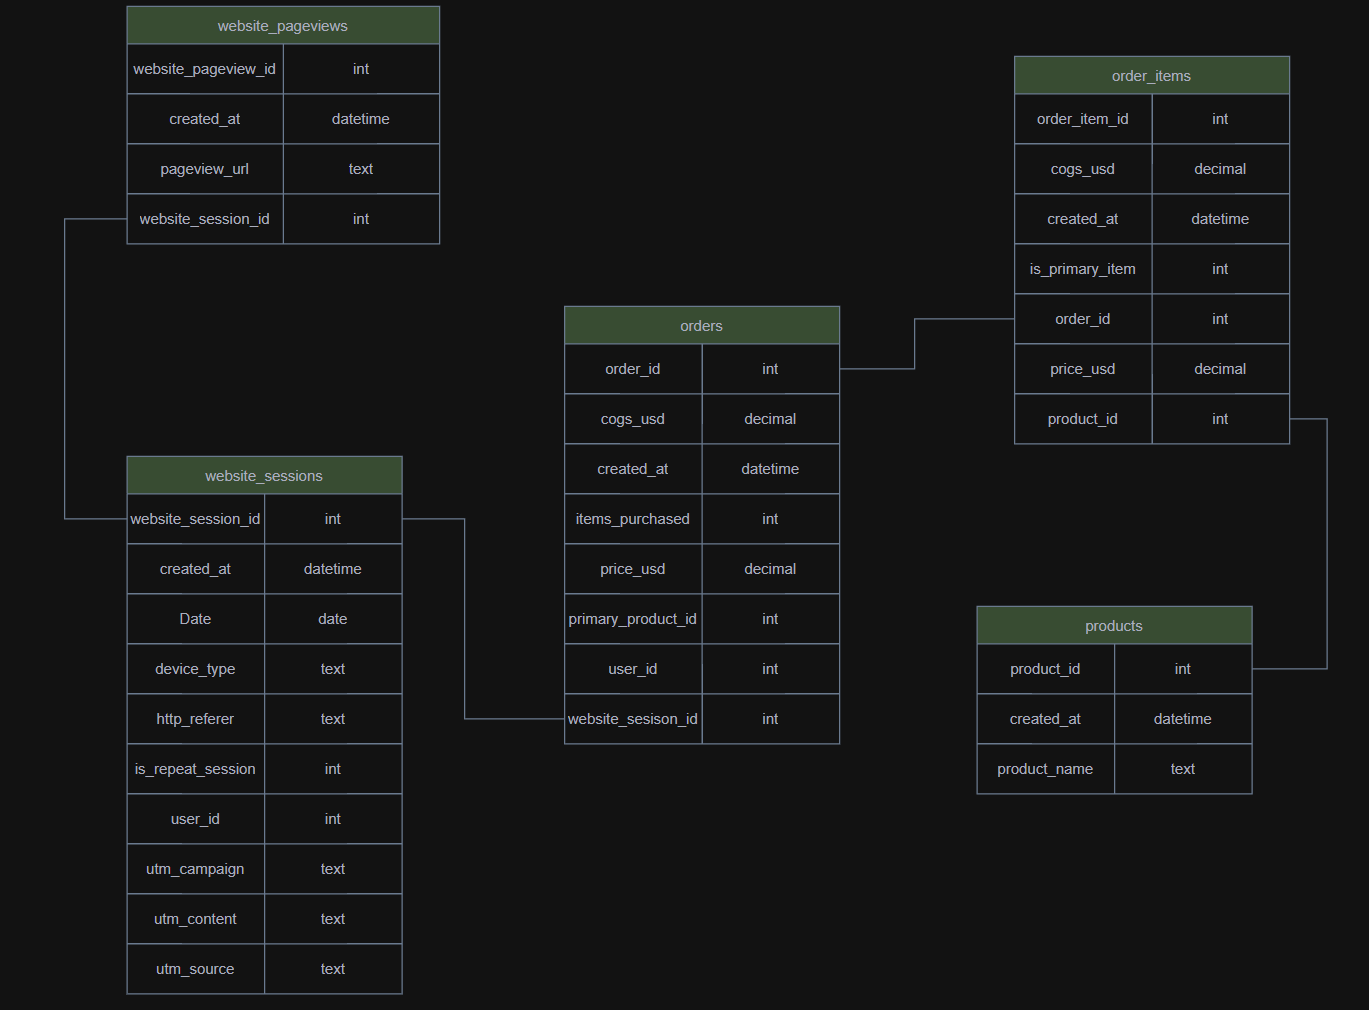 website_pageviews
website_pageview_id int
created_at datetime
pageview_url text
website_session_id int
order_items
order_item_id int
cogs_usd decimal
created_at datetime
is_primary_item int
order_id int
price_usd decimal
product_id int
orders
order_id int
cogs_usd decimal
created_at datetime
items_purchased int
price_usd decimal
primary_product_id int
user_id int
website_sesison_id int
website_sessions
website_session_id int
created_at datetime
Date date
device_type text
http_referer text
is_repeat_session int
user_id int
utm_campaign text
utm_content text
utm_source text
products
product_id int
created_at datetime
product_name text